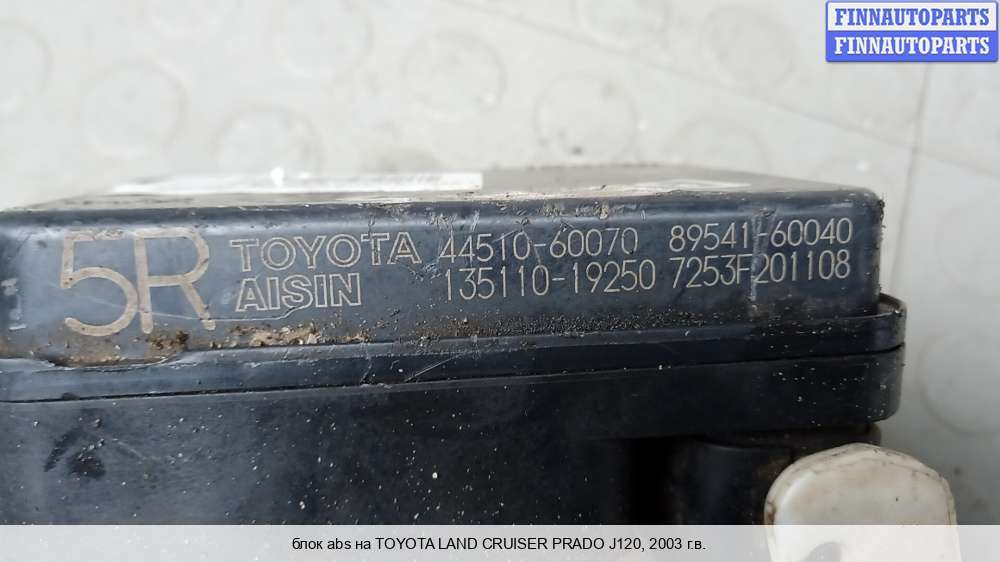 FINNAUTOPARTS
FINNAUTOPARTS
5R TOYOTA 44510-60070 89541-60040
AISIN 135110-19250 7253F201108
блок abs на TOYOTA LAND CRUISER PRADO J120, 2003 г.в.